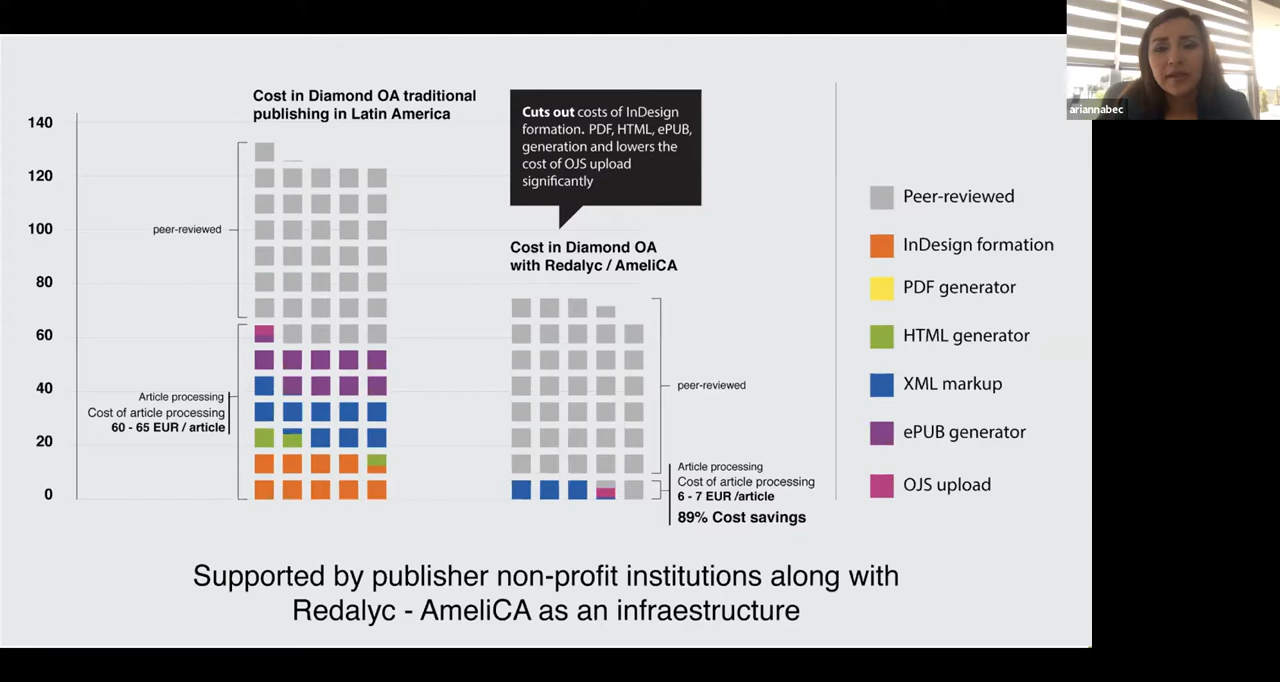 ariannabec
Cost in Diamond OA traditional
publishing in Latin America
Cuts out costs of InDesign
formation. PDF, HTML, ePUB,
generation and lowers the
cost of OJS upload
significantly
Cost in Diamond OA
with Redalyc / AmeliCA
140
120
100
80
60
40
20
0
peer-reviewed
Article processing
Cost of article processing
60 - 65 EUR / article
peer-reviewed
Article processing
Cost of article processing
6 - 7 EUR /article
89% Cost savings
Peer-reviewed
InDesign formation
PDF generator
HTML generator
XML markup
ePUB generator
OJS upload
Supported by publisher non-profit institutions along with
Redalyc - AmeliCA as an infraestructure